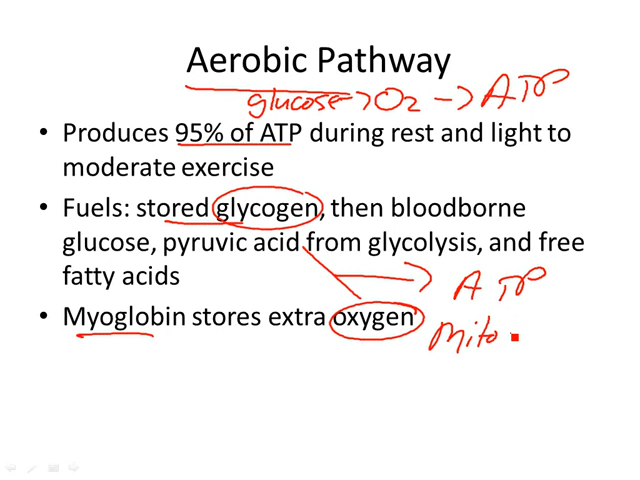 Aerobic Pathway
glucose → O2 → ATP
• Produces 95% of ATP during rest and light to
moderate exercise
• Fuels: stored glycogen, then bloodborne
glucose, pyruvic acid from glycolysis, and free
fatty acids
ATP
• Myoglobin stores extra oxygen
Mito